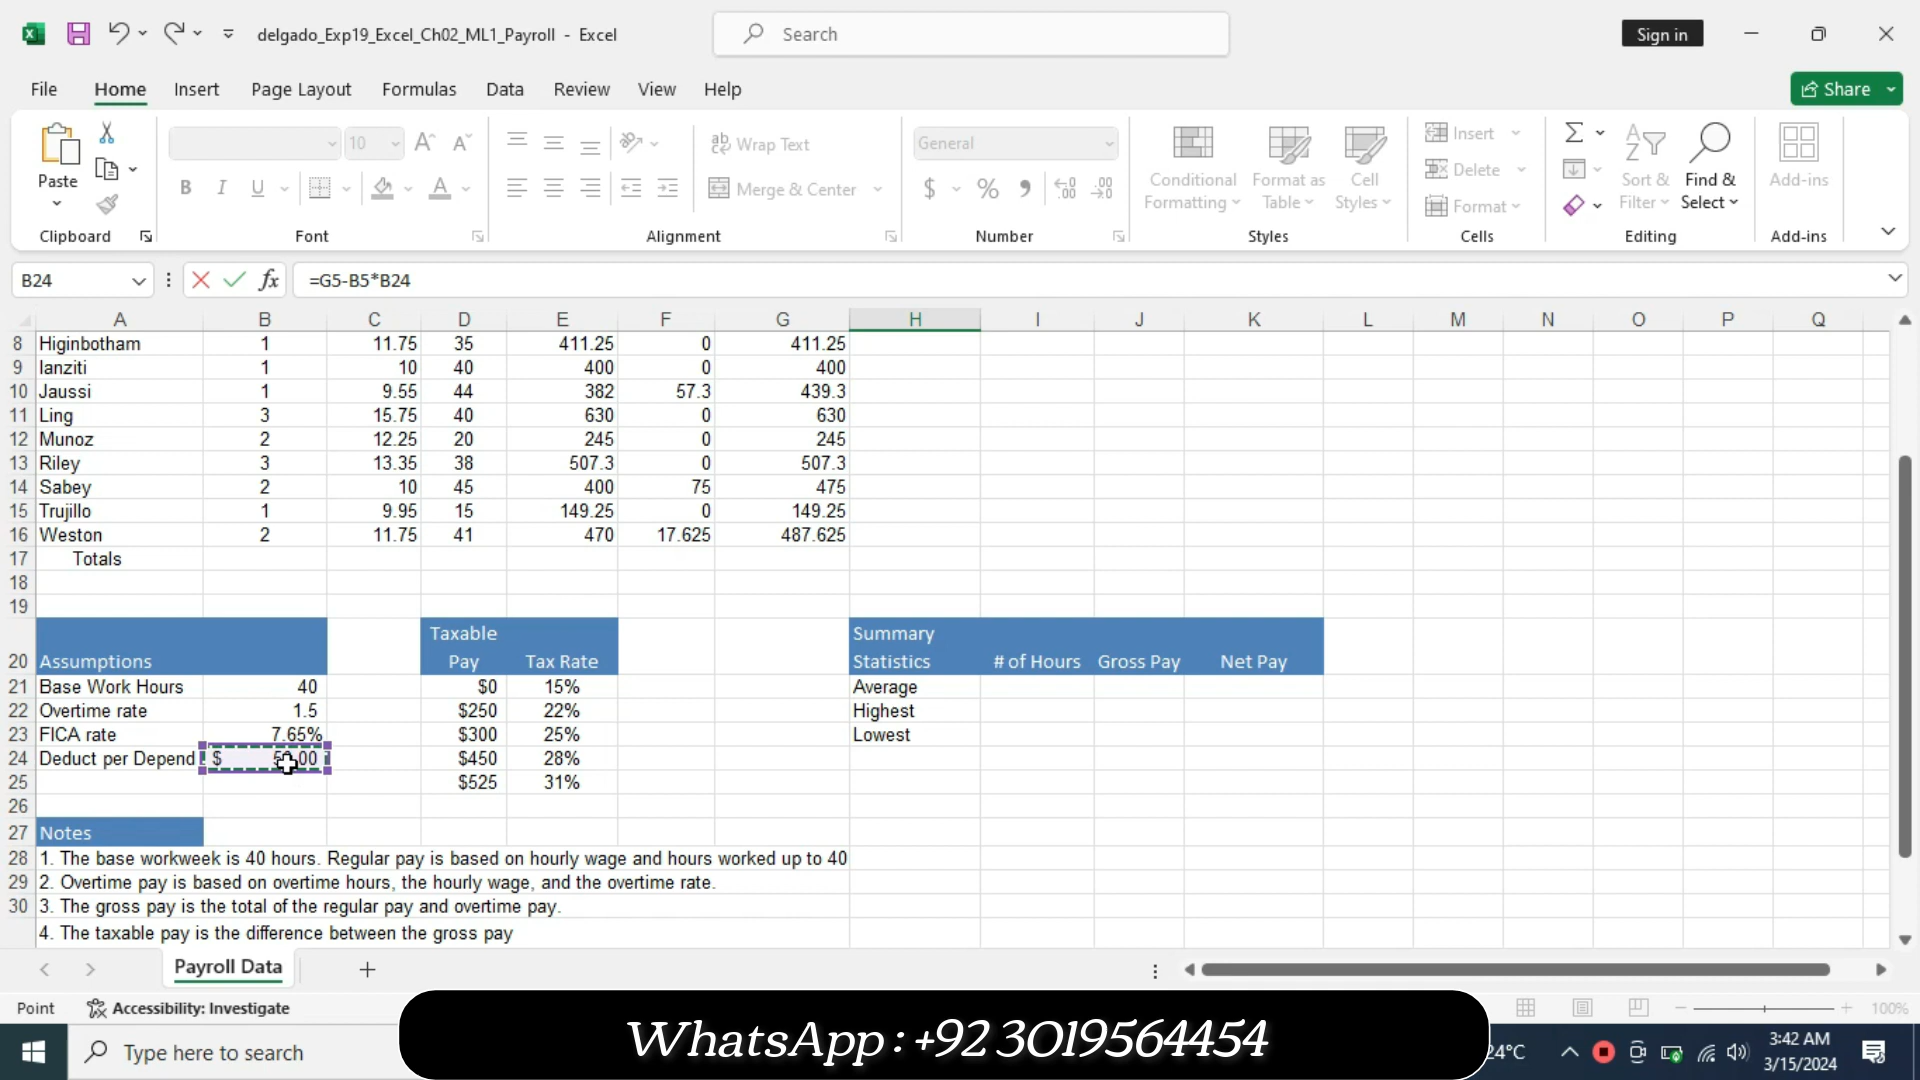 delgado_Exp19_Excel_Ch02_ML1_Payroll - Excel
Search
Sign in
File Home Insert Page Layout Formulas Data Review View Help
Share
Paste
Clipboard
10
B I U A
Font
Wrap Text
Merge & Center
Alignment
General
$ % 9
Number
Conditional Formatting
Format as Table
Cell Styles
Styles
Insert
Delete
Format
Cells
Sort & Filter
Find & Select
Editing
Add-ins
Add-ins
B24 fx =G5-B5*B24
A B C D E F G H I J K L M N O P Q
8 Higinbotham 1 11.75 35 411.25 0 411.25
9 Ianziti 1 10 40 400 0 400
10 Jaussi 1 9.55 44 382 57.3 439.3
11 Ling 3 15.75 40 630 0 630
12 Munoz 2 12.25 20 245 0 245
13 Riley 3 13.35 38 507.3 0 507.3
14 Sabey 2 10 45 400 75 475
15 Trujillo 1 9.95 15 149.25 0 149.25
16 Weston 2 11.75 41 470 17.625 487.625
17 Totals
18
19
Taxable Summary
20 Assumptions Pay Tax Rate Statistics # of Hours Gross Pay Net Pay
21 Base Work Hours 40 $0 15% Average
22 Overtime rate 1.5 $250 22% Highest
23 FICA rate 7.65% $300 25% Lowest
24 Deduct per Depend $ $450 28%
25 $525 31%
26
27 Notes
28 1. The base workweek is 40 hours. Regular pay is based on hourly wage and hours worked up to 40
29 2. Overtime pay is based on overtime hours, the hourly wage, and the overtime rate.
30 3. The gross pay is the total of the regular pay and overtime pay.
4. The taxable pay is the difference between the gross pay
Payroll Data
Point Accessibility: Investigate 100%
WhatsApp : +92 3019564454
Type here to search
24°C
3:42 AM
3/15/2024